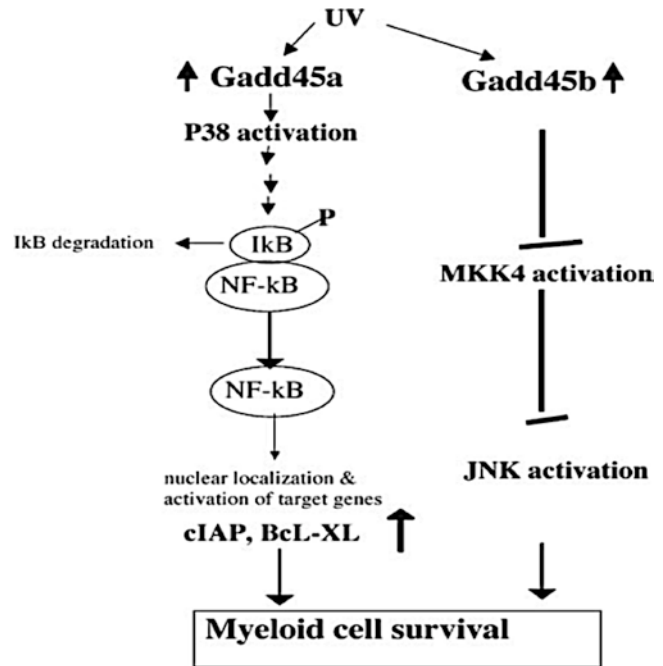 UV
Gadd45a
Gadd45b
P38 activation
P
IkB degradation
IkB
NF-kB
MKK4 activation
NF-kB
JNK activation
nuclear localization &
activation of target genes
cIAP, BcL-XL
Myeloid cell survival